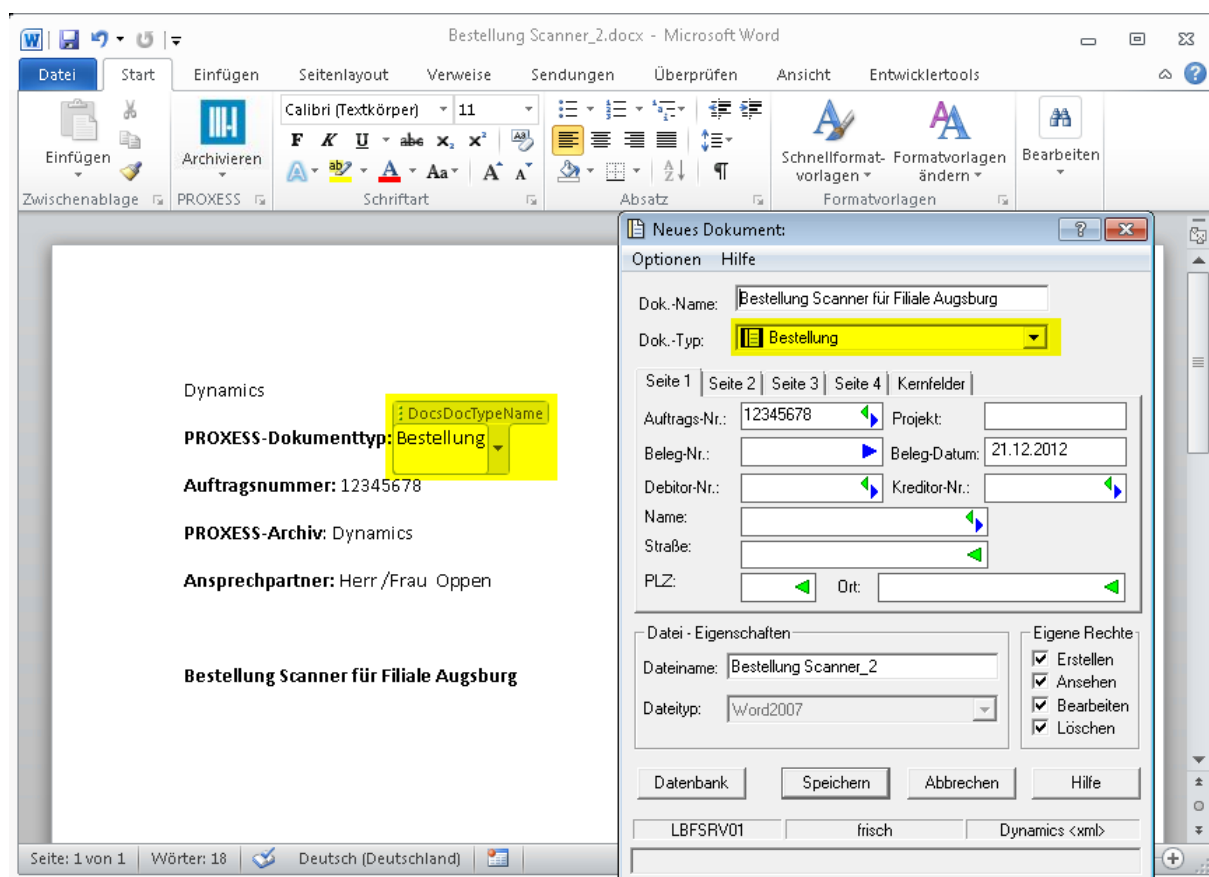 Bestellung Scanner_2.docx - Microsoft Word
Datei Start Einfügen Seitenlayout Verweise Sendungen Überprüfen Ansicht Entwicklertools
Einfügen
Zwischenablage
Archivieren
PROXESS
Calibri (Textkörper) 11
F K U abc x₂ x²
ab A Aa A A
Schriftart
Absatz
Schnellformat-
vorlagen
Formatvorlagen
ändern
Formatvorlagen
Bearbeiten
Dynamics
DocsDocTypeName
PROXESS-Dokumenttyp: Bestellung
Auftragsnummer: 12345678
PROXESS-Archiv: Dynamics
Ansprechpartner: Herr /Frau Oppen
Bestellung Scanner für Filiale Augsburg
Neues Dokument:
Optionen Hilfe
Dok.-Name: Bestellung Scanner für Filiale Augsburg
Dok.-Typ: Bestellung
Seite 1 Seite 2 Seite 3 Seite 4 Kernfelder
Auftrags-Nr.: 12345678 Projekt:
Beleg-Nr.: Beleg-Datum: 21.12.2012
Debitor-Nr.: Kreditor-Nr.:
Name:
Straße:
PLZ: Ort:
Datei - Eigenschaften
Dateiname: Bestellung Scanner_2
Dateityp: Word2007
Eigene Rechte
Erstellen
Ansehen
Bearbeiten
Löschen
Datenbank Speichern Abbrechen Hilfe
LBFSRV01 frisch Dynamics <xml>
Seite: 1 von 1 Wörter: 18 Deutsch (Deutschland)